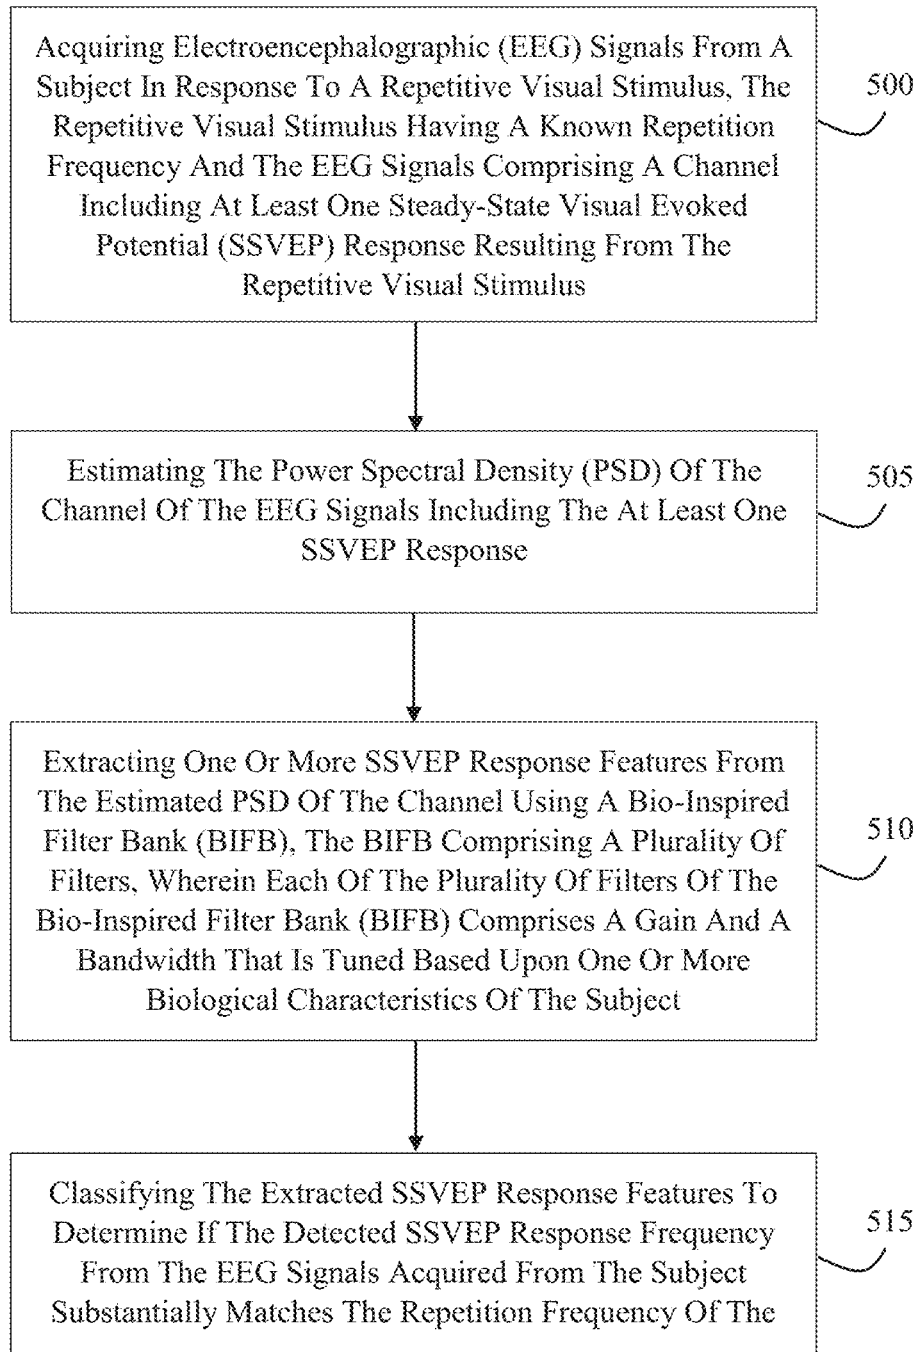 Acquiring Electroencephalographic (EEG) Signals From A
Subject In Response To A Repetitive Visual Stimulus, The
Repetitive Visual Stimulus Having A Known Repetition
Frequency And The EEG Signals Comprising A Channel
Including At Least One Steady-State Visual Evoked
Potential (SSVEP) Response Resulting From The
Repetitive Visual Stimulus
500
Estimating The Power Spectral Density (PSD) Of The
Channel Of The EEG Signals Including The At Least One
SSVEP Response
505
Extracting One Or More SSVEP Response Features From
The Estimated PSD Of The Channel Using A Bio-Inspired
Filter Bank (BIFB), The BIFB Comprising A Plurality Of
Filters, Wherein Each Of The Plurality Of Filters Of The
Bio-Inspired Filter Bank (BIFB) Comprises A Gain And A
Bandwidth That Is Tuned Based Upon One Or More
Biological Characteristics Of The Subject
510
Classifying The Extracted SSVEP Response Features To
Determine If The Detected SSVEP Response Frequency
From The EEG Signals Acquired From The Subject
Substantially Matches The Repetition Frequency Of The
515